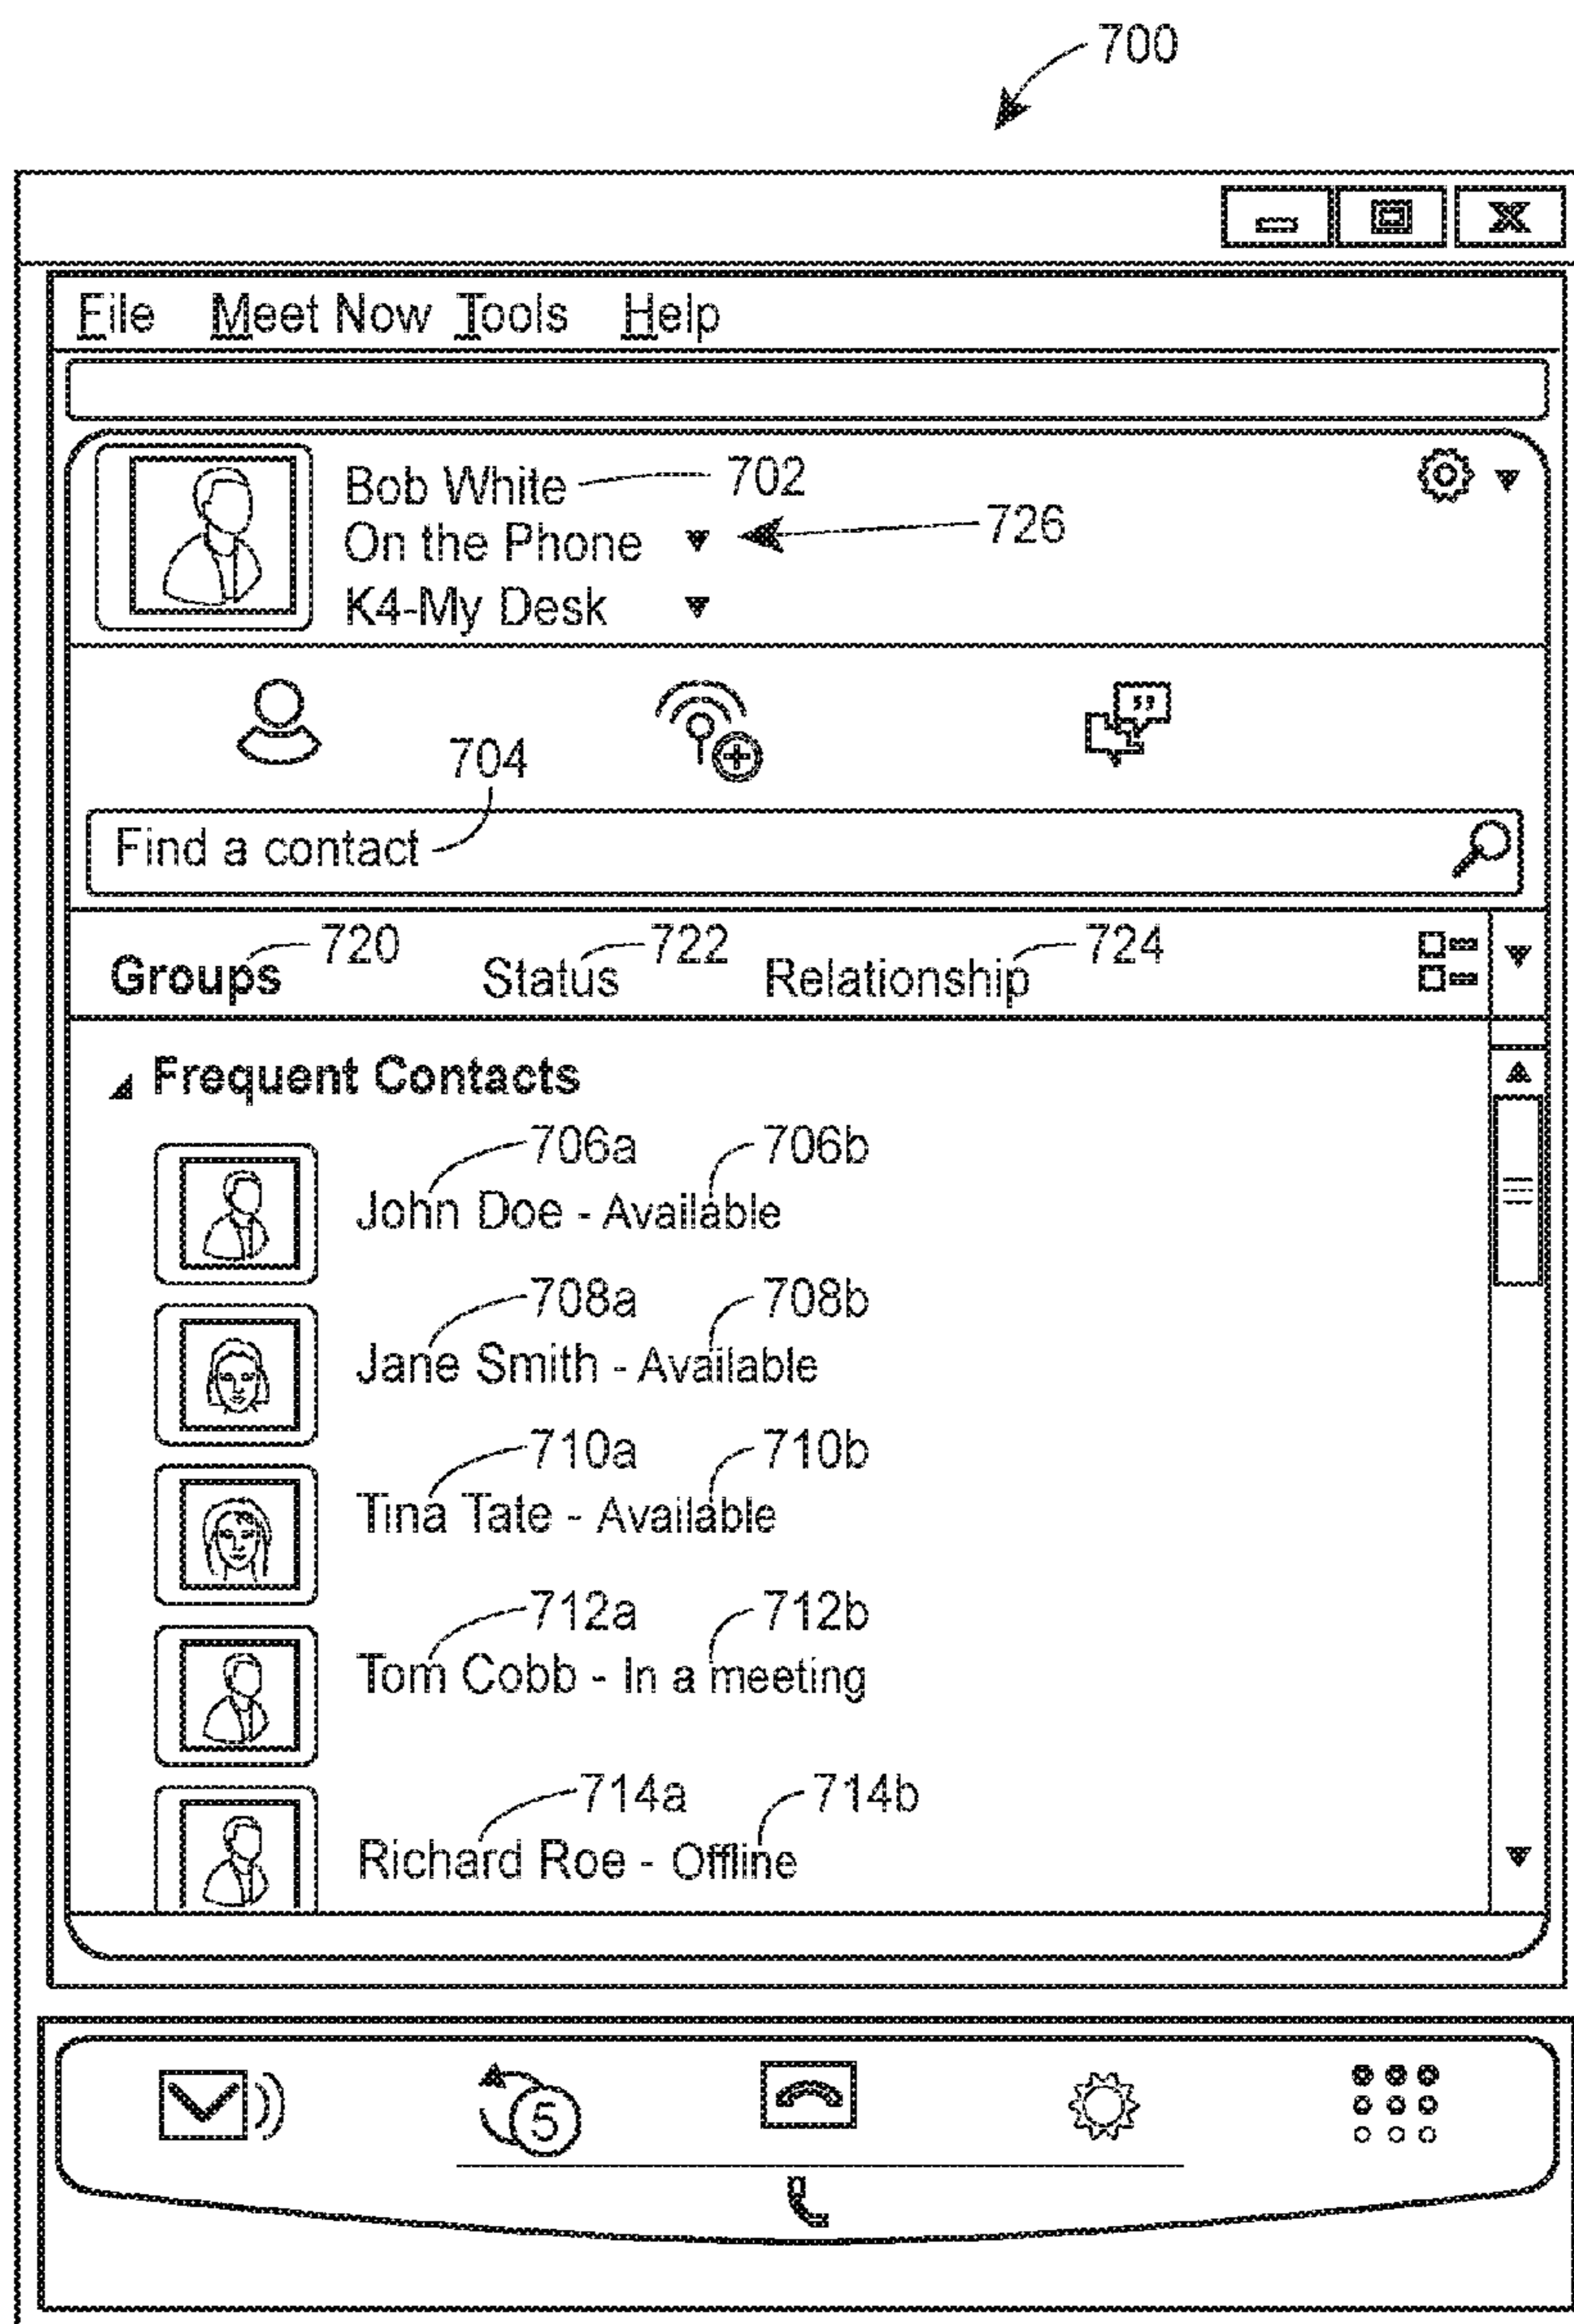 700
File Meet Now Tools Help
Bob White 702
On the Phone 726
K4-My Desk
704
Find a contact
720 722 724
Groups Status Relationship
Frequent Contacts
706a 706b
John Doe - Available
708a 708b
Jane Smith - Available
710a 710b
Tina Tate - Available
712a 712b
Tom Cobb - In a meeting
714a 714b
Richard Roe - Offline
5